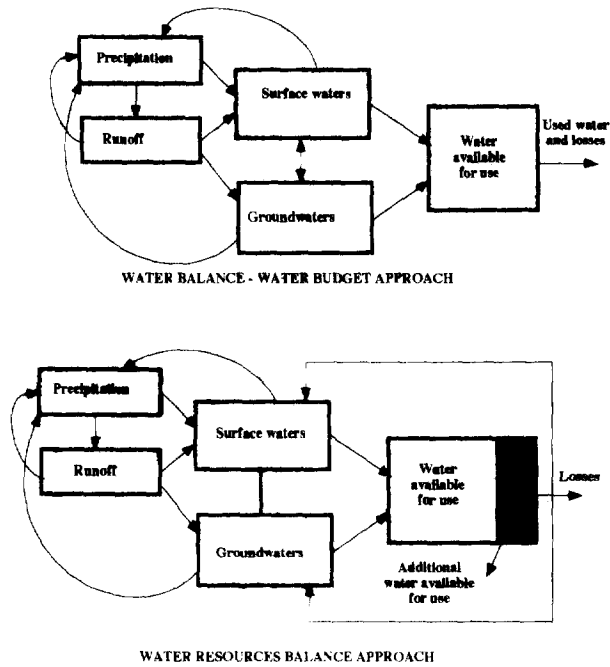 Precipitation
Surface waters
Runoff
Groundwaters
Water
available
for use
Used water
and losses
WATER BALANCE - WATER BUDGET APPROACH
Precipitation
Surface waters
Runoff
Groundwaters
Water
available
for use
Losses
Additional
water available
for use
WATER RESOURCES BALANCE APPROACH